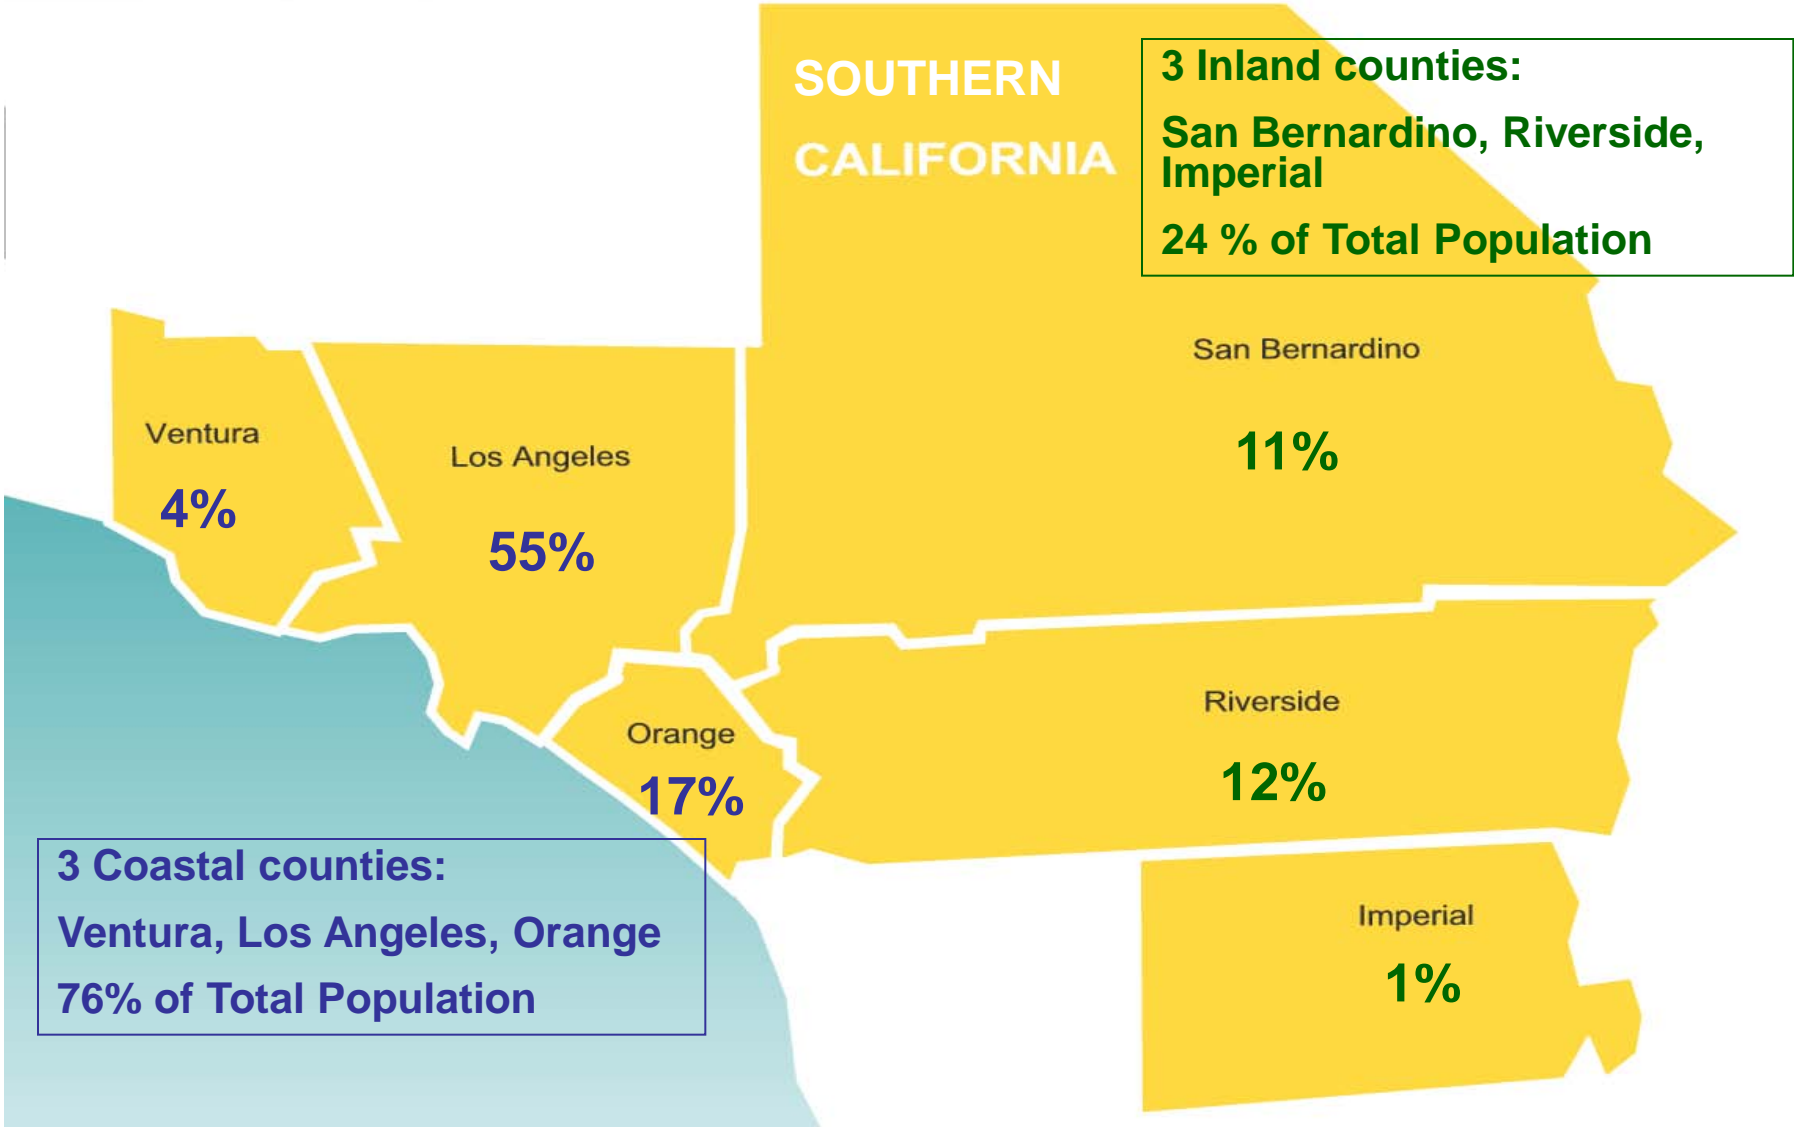 SOUTHERN
CALIFORNIA
3 Inland counties:
San Bernardino, Riverside,
Imperial
24 % of Total Population
San Bernardino
11%
Ventura
4%
Los Angeles
55%
Orange
17%
Riverside
12%
Imperial
1%
3 Coastal counties:
Ventura, Los Angeles, Orange
76% of Total Population